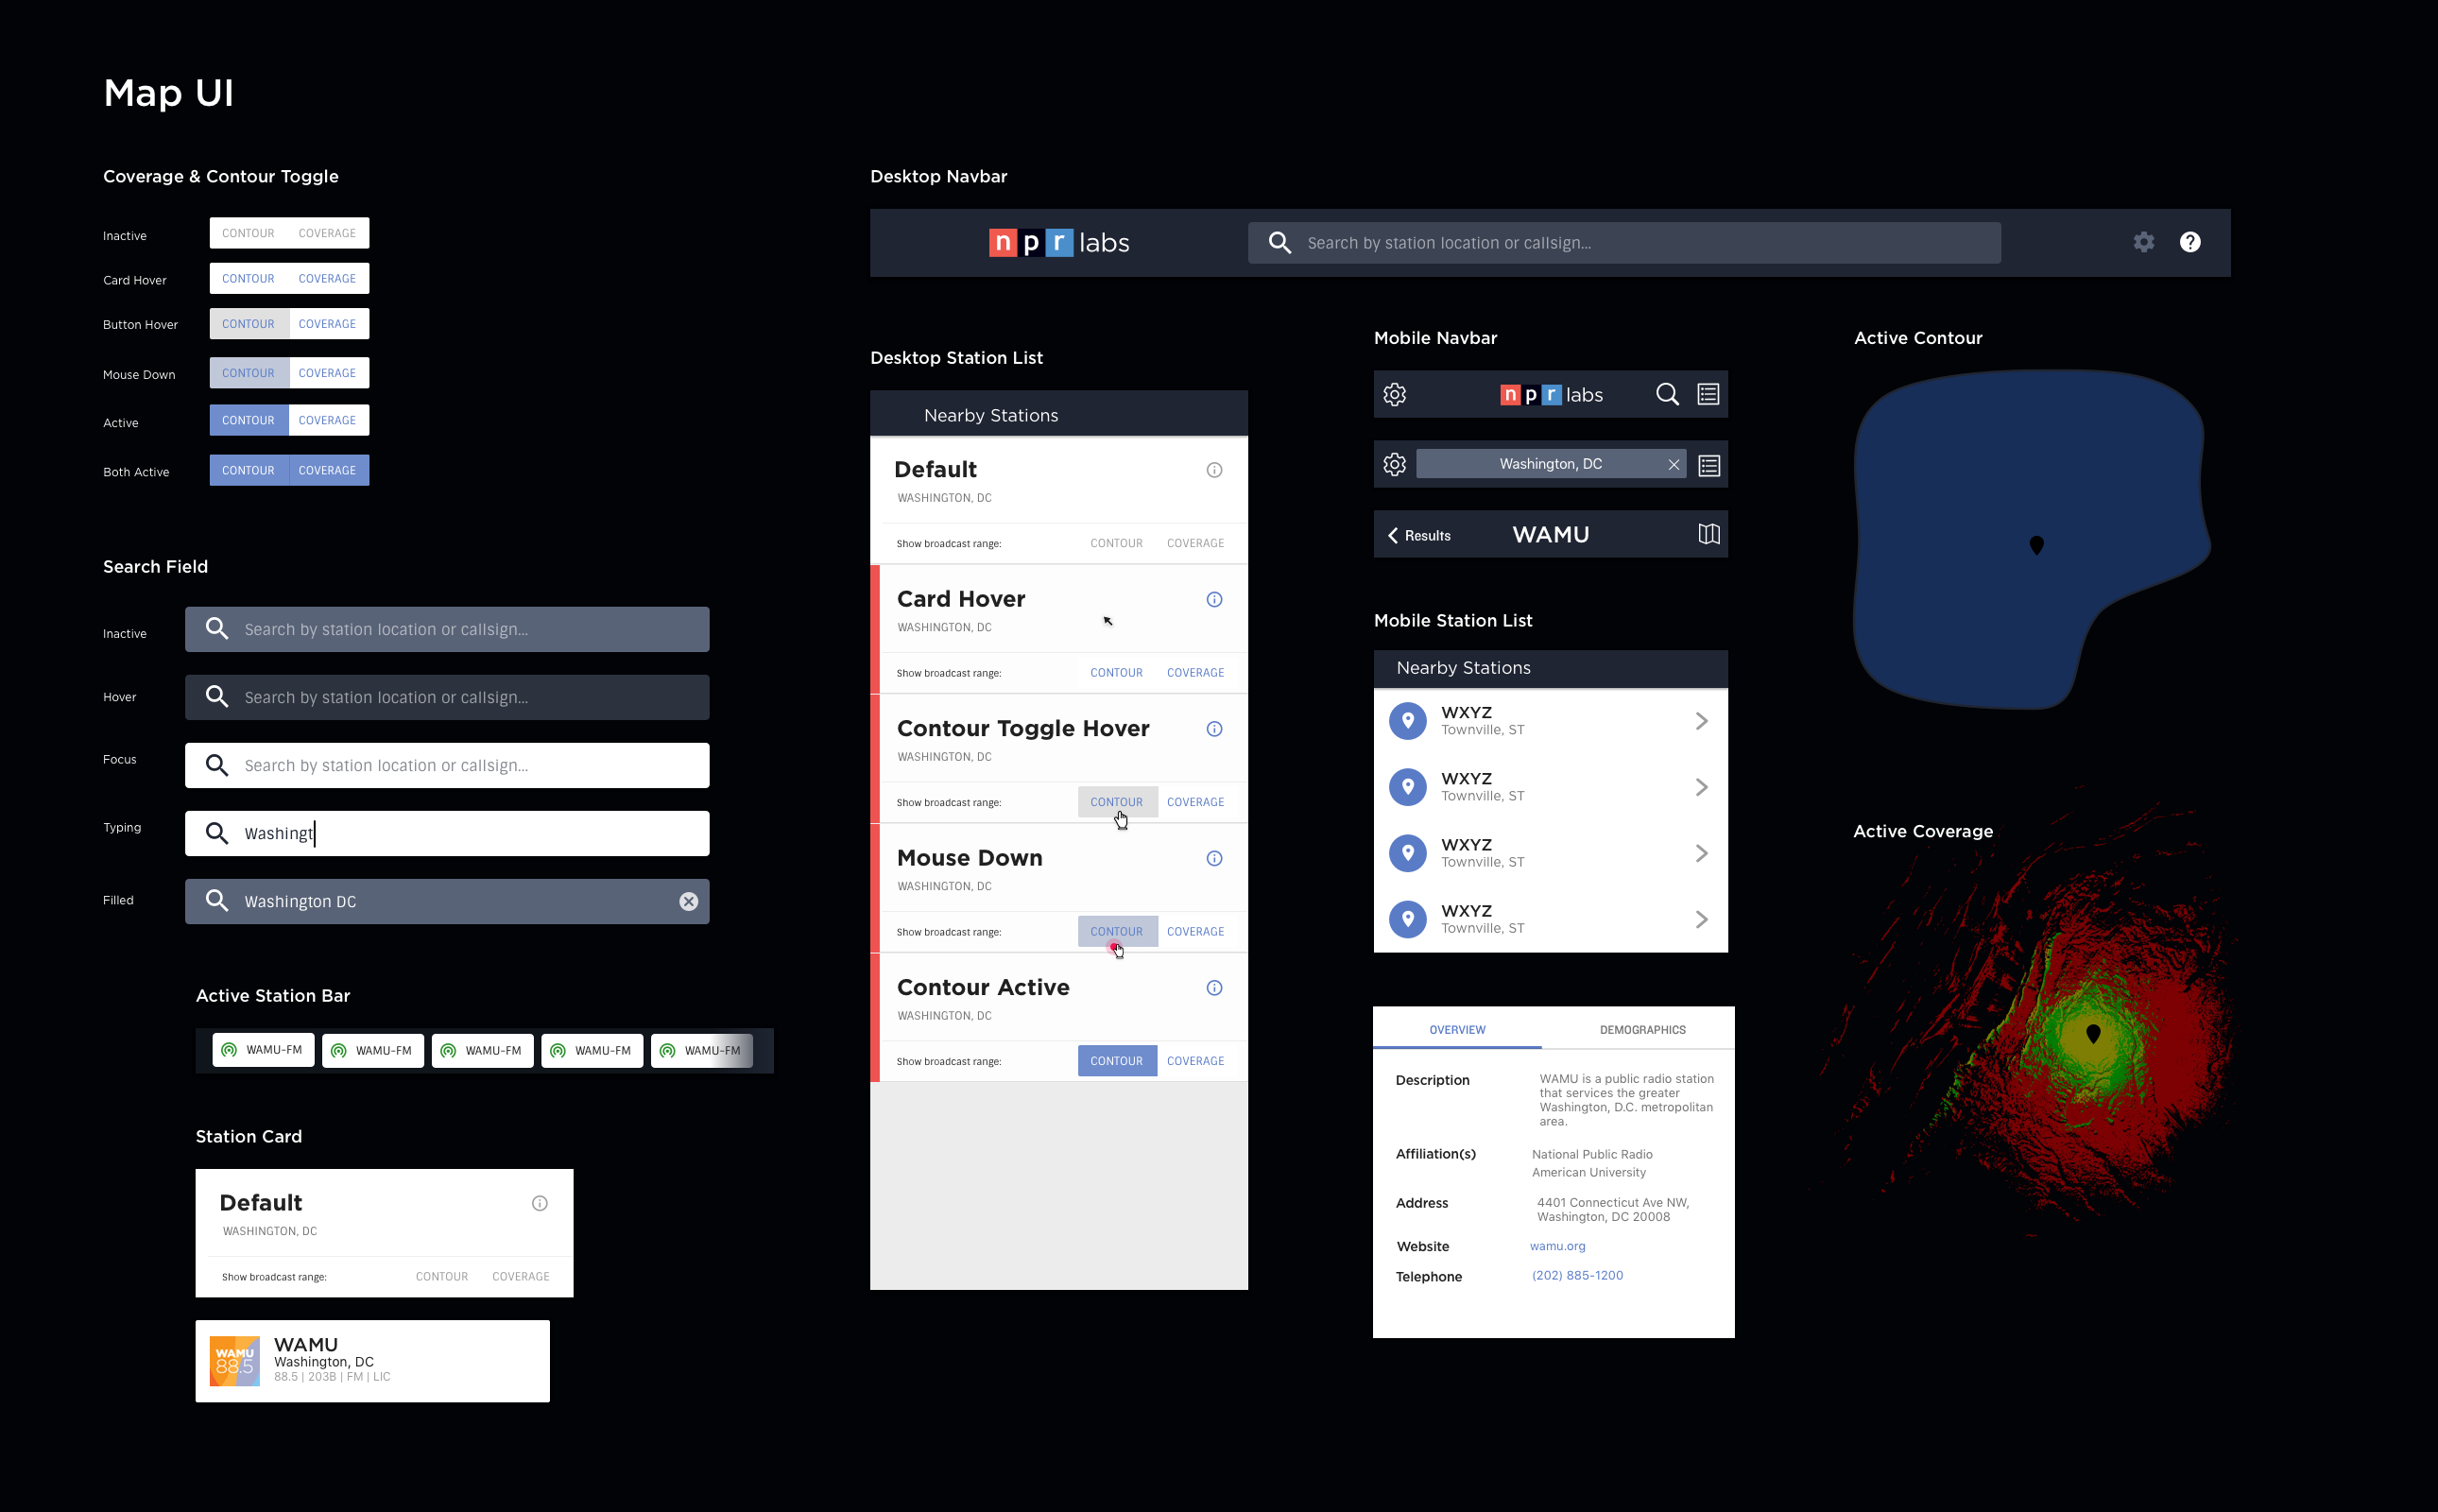 Map UI
Coverage & Contour Toggle
Inactive
CONTOUR COVERAGE
Card Hover
CONTOUR COVERAGE
Button Hover
CONTOUR COVERAGE
Mouse Down
CONTOUR COVERAGE
Active
CONTOUR COVERAGE
Both Active
CONTOUR COVERAGE
Search Field
Inactive
Search by station location or callsign...
Hover
Search by station location or callsign...
Focus
Search by station location or callsign...
Typing
Washingt
Filled
Washington DC
Active Station Bar
WAMU-FM WAMU-FM WAMU-FM WAMU-FM WAMU-FM
Station Card
Default
WASHINGTON, DC
Show broadcast range: CONTOUR COVERAGE
WAMU
88.5
WAMU
Washington, DC
88.5 | 203B | FM | LIC
Desktop Navbar
npr labs
Search by station location or callsign...
?
Desktop Station List
Nearby Stations
Default
WASHINGTON, DC
Show broadcast range: CONTOUR COVERAGE
Card Hover
WASHINGTON, DC
Show broadcast range: CONTOUR COVERAGE
Contour Toggle Hover
WASHINGTON, DC
Show broadcast range: CONTOUR COVERAGE
Mouse Down
WASHINGTON, DC
Show broadcast range: CONTOUR COVERAGE
Contour Active
WASHINGTON, DC
Show broadcast range: CONTOUR COVERAGE
Mobile Navbar
npr labs
Washington, DC
Results WAMU
Mobile Station List
Nearby Stations
WXYZ
Townville, ST
WXYZ
Townville, ST
WXYZ
Townville, ST
WXYZ
Townville, ST
OVERVIEW DEMOGRAPHICS
Description
WAMU is a public radio station
that services the greater
Washington, D.C. metropolitan
area.
Affiliation(s)
National Public Radio
American University
Address
4401 Connecticut Ave NW,
Washington, DC 20008
Website
wamu.org
Telephone
(202) 885-1200
Active Contour
Active Coverage